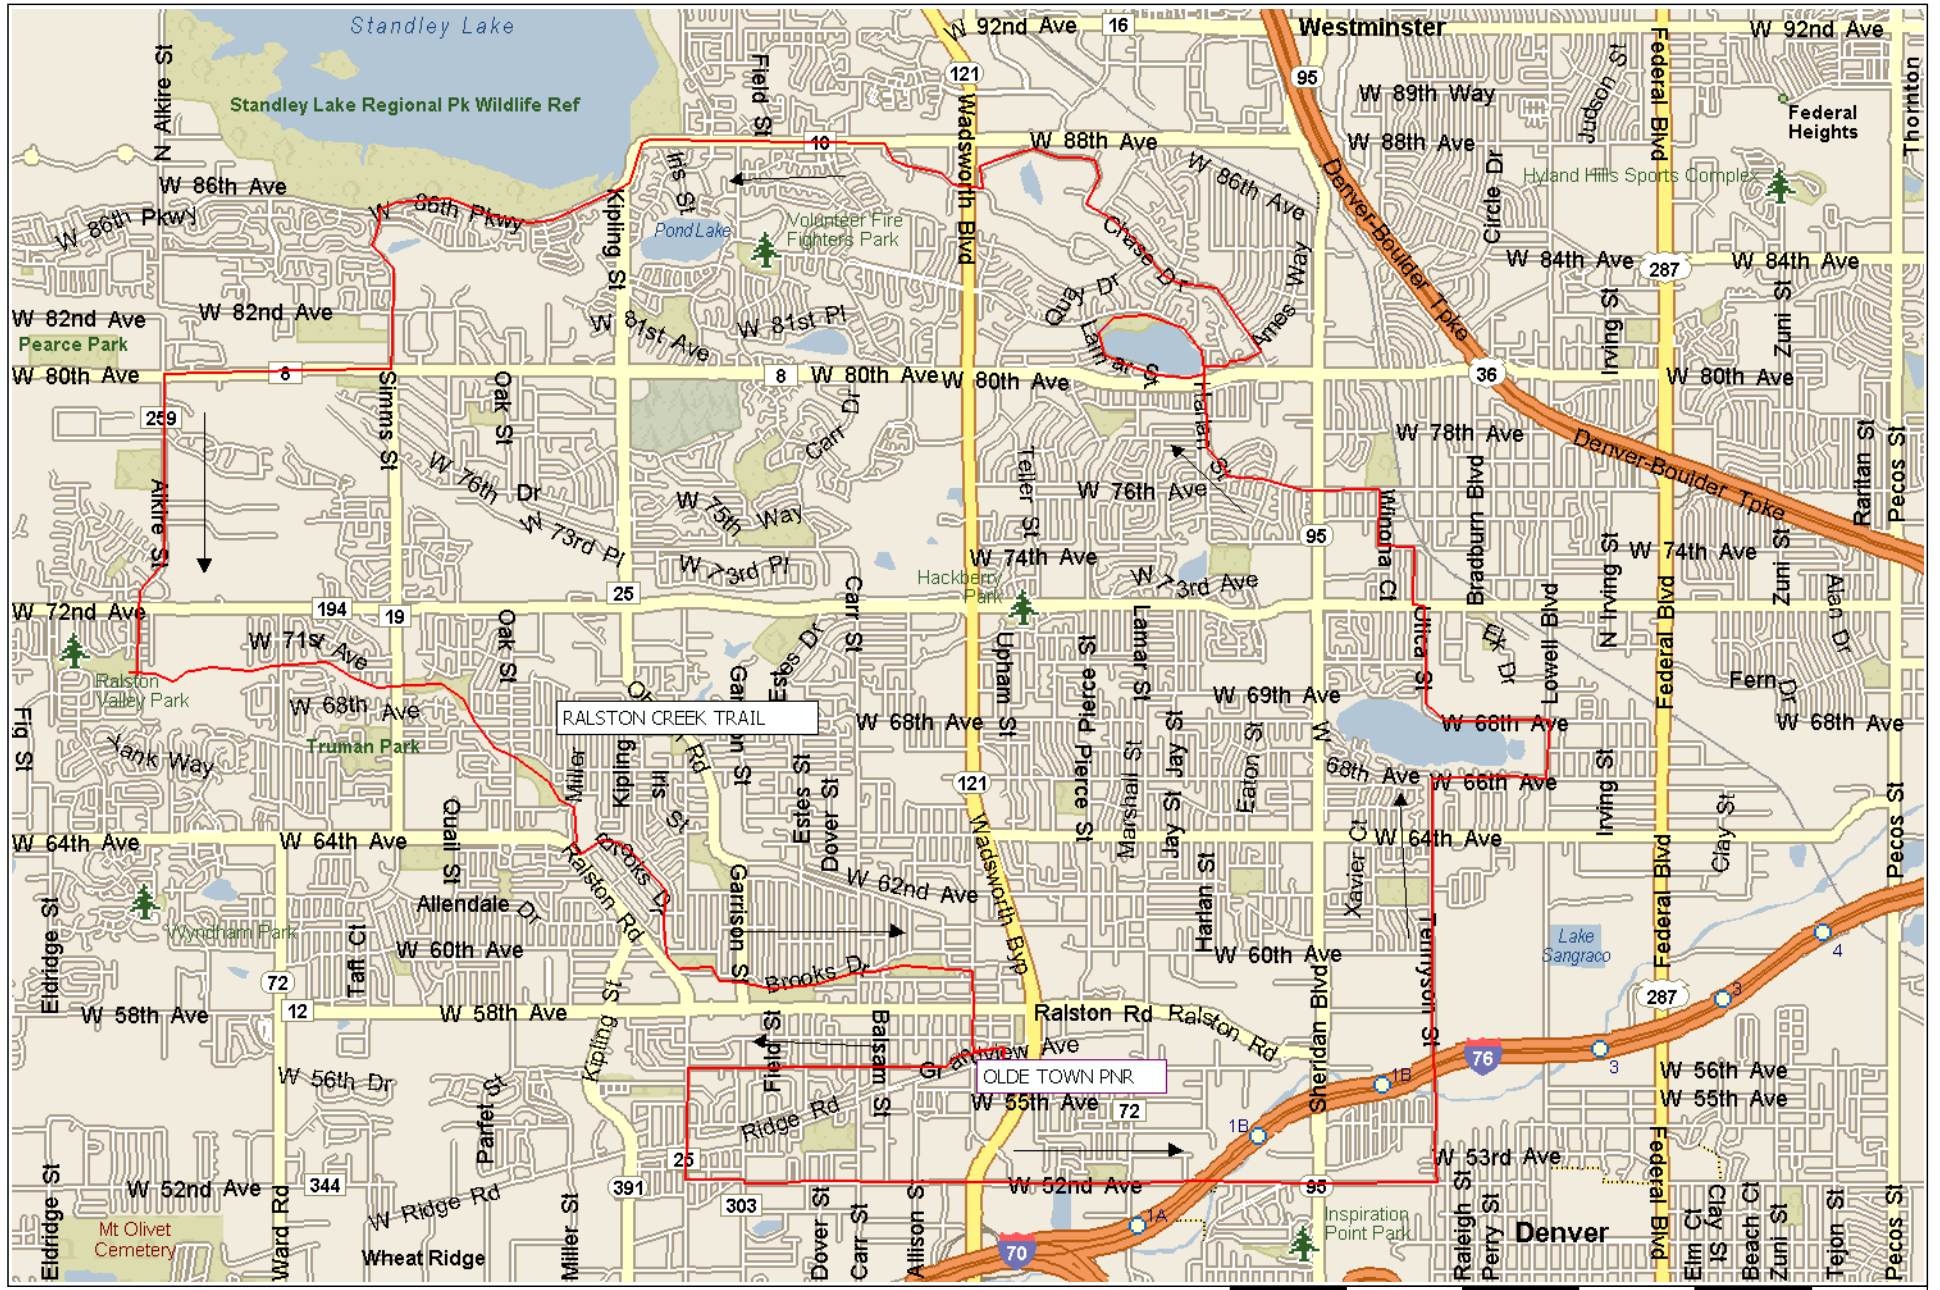 Standley Lake
W 92nd Ave
16
Westminster
W 92nd Ave
N Alkire St
Field St
121
95
Judson St
Federal Blvd
Thornton
Standley Lake Regional Pk Wildlife Ref
Wadsworth Blvd
W 89th Way
Federal
Heights
10
W 88th Ave
W 88th Ave
W 86th Ave
Iris St
W 86th Ave
Denver-Boulder Tpke
Circle Dr
Hyland Hills Sports Complex
W 86th Pkwy
W 86th Pkwy
Kipling St
Pond Lake
Volunteer Fire
Fighters Park
Chase Dr
Ames Way
W 84th Ave
287
W 84th Ave
Quay Dr
W 82nd Ave
W 82nd Ave
W 81st Ave
W 81st Pl
Lamar St
Irving St
Zuni St
Pearce Park
W 80th Ave
8
8
W 80th Ave
W 80th Ave
36
W 80th Ave
259
Simms St
Oak St
Carr Dr
Harlan St
W 78th Ave
Denver-Boulder Tpke
Raritan St
Pecos St
W 76th Dr
Teller St
W 76th Ave
Bradburn Blvd
Alkire St
W 75th Way
W 73rd Pl
95
Winona Ct
W 74th Ave
N Irving St
W 74th Ave
Zuni St
W 73rd Pl
Hackberry
Park
W 73rd Ave
Federal Blvd
Alan Dr
W 72nd Ave
194
19
25
Carr St
Lowell Blvd
W 71st Ave
Oak St
Estes Dr
Upham St
Pierce St
Lamar St
Utica St
Elk Dr
Ralston
Valley Park
W 68th Ave
Garrison St
W 69th Ave
Fern Dr
Fig St
RALSTON CREEK TRAIL
W 68th Ave
W 68th Ave
W 68th Ave
Truman Park
Yank Way
Miller
Kipling
Iris St
Estes St
Dover St
121
Pierce St
Marshall St
Jay St
Jay St
Eaton St
W 68th Ave
W 66th Ave
Irving St
Clay St
Pecos St
W 64th Ave
W 64th Ave
Quail St
Brooks Dr
Ralston Rd
Wadsworth Byp
W 64th Ave
Xavier Ct
Harlan St
Garrison St
W 62nd Ave
Allendale Dr
Wyndham Park
Eldridge St
Taft Ct
W 60th Ave
W 60th Ave
Tennyson St
Lake
Sangraco
Federal Blvd
4
Brooks Dr
72
12
W 58th Ave
W 58th Ave
Kipling St
Ralston Rd
Ralston Rd
Sheridan Blvd
287
3
Field St
Balsam St
Grandview Ave
OLDE TOWN PNR
76
3
1B
W 56th Dr
Parfet St
W 56th Ave
Ridge Rd
W 55th Ave
72
W 55th Ave
1B
25
W 53rd Ave
W 52nd Ave
344
391
303
W 52nd Ave
95
Federal Blvd
Eldridge St
Ward Rd
W Ridge Rd
Miller St
Dover St
Carr St
Allison St
1A
Inspiration
Point Park
Raleigh St
Perry St
Denver
Elm Ct
Clay St
Beach Ct
Zuni St
Tejon St
Pecos St
Mt Olivet
Cemetery
Wheat Ridge
70